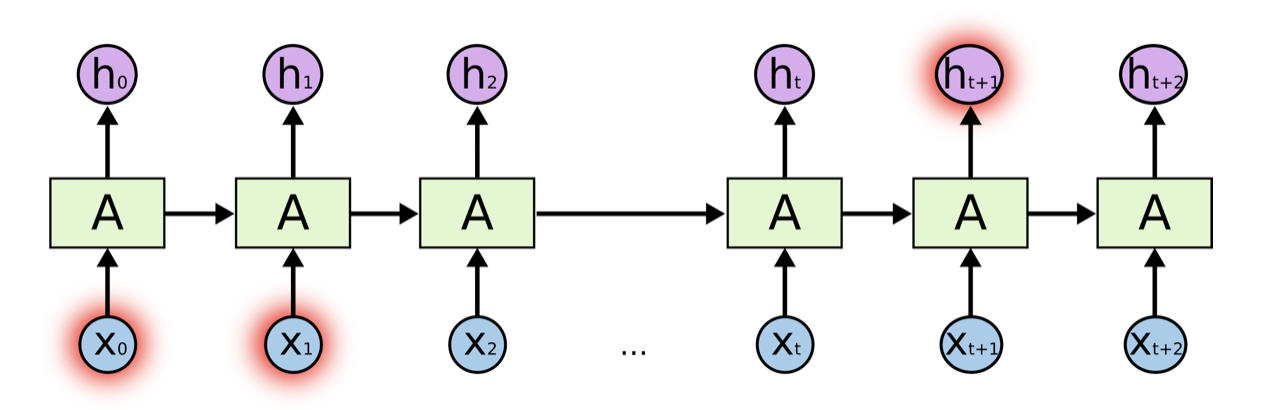 h₀ h₁ h₂ hₜ hₜ₊₁ hₜ₊₂
A A A A A A
x₀ x₁ x₂ ... xₜ xₜ₊₁ xₜ₊₂